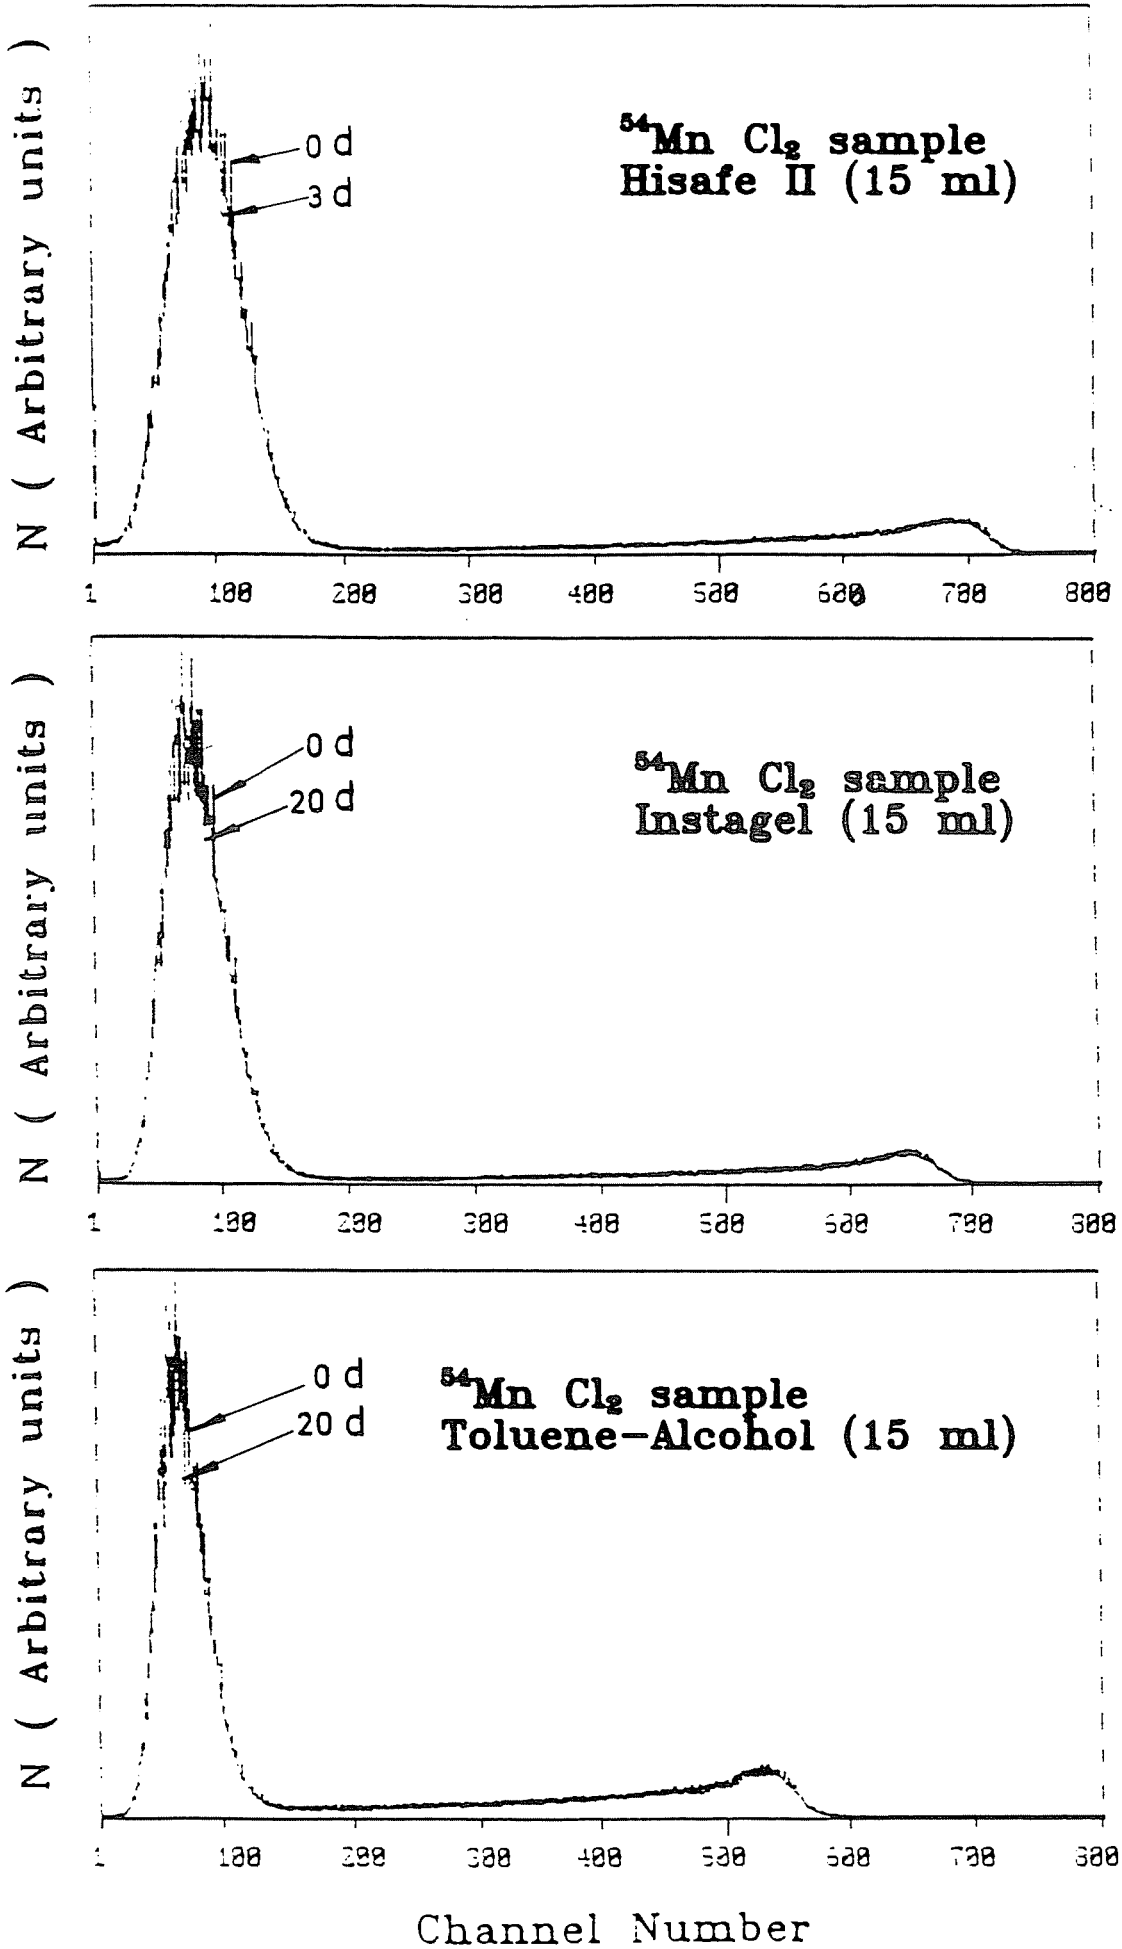 N ( Arbitrary units )
0 d
3 d
⁵⁴Mn Cl₂ sample
Hisafe II (15 ml)
1 100 200 300 400 500 600 700 800
N ( Arbitrary units )
0 d
20 d
⁵⁴Mn Cl₂ sample
Instagel (15 ml)
1 100 200 300 400 500 600 700 800
N ( Arbitrary units )
0 d
20 d
⁵⁴Mn Cl₂ sample
Toluene-Alcohol (15 ml)
1 100 200 300 400 500 600 700 800
Channel Number